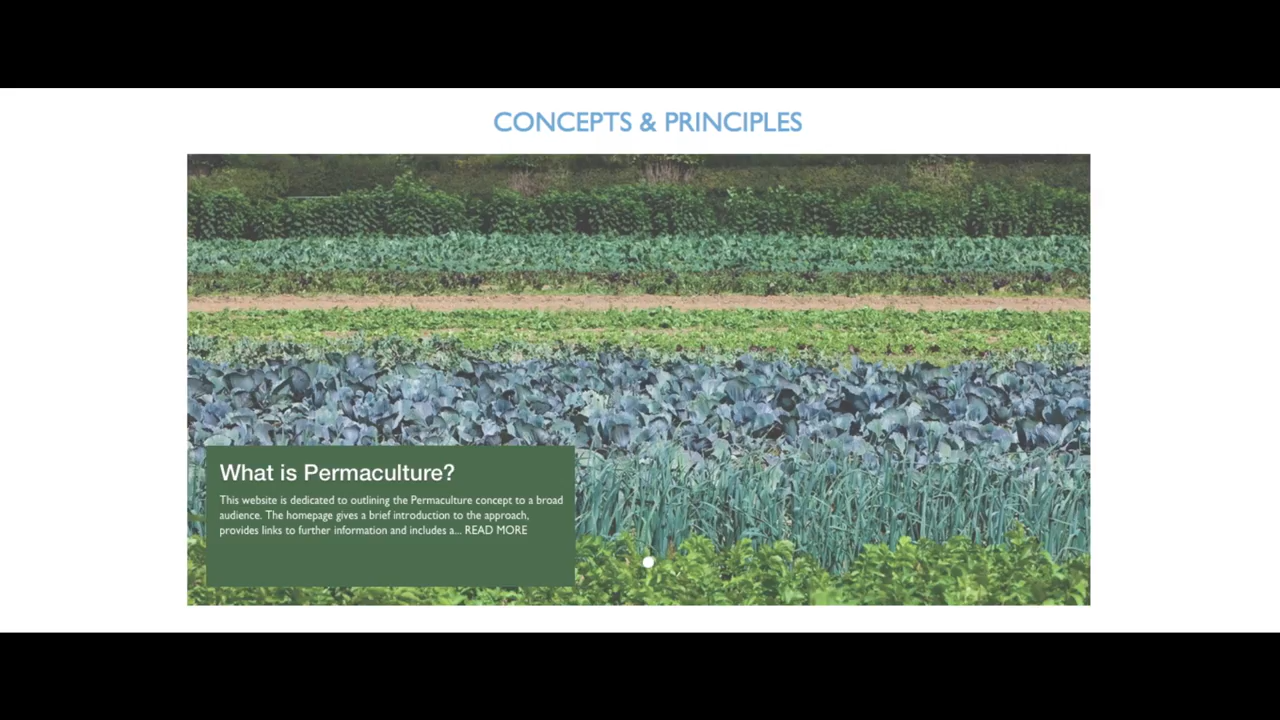 CONCEPTS & PRINCIPLES
What is Permaculture?
This website is dedicated to outlining the Permaculture concept to a broad
audience. The homepage gives a brief introduction to the approach,
provides links to further information and includes a... READ MORE